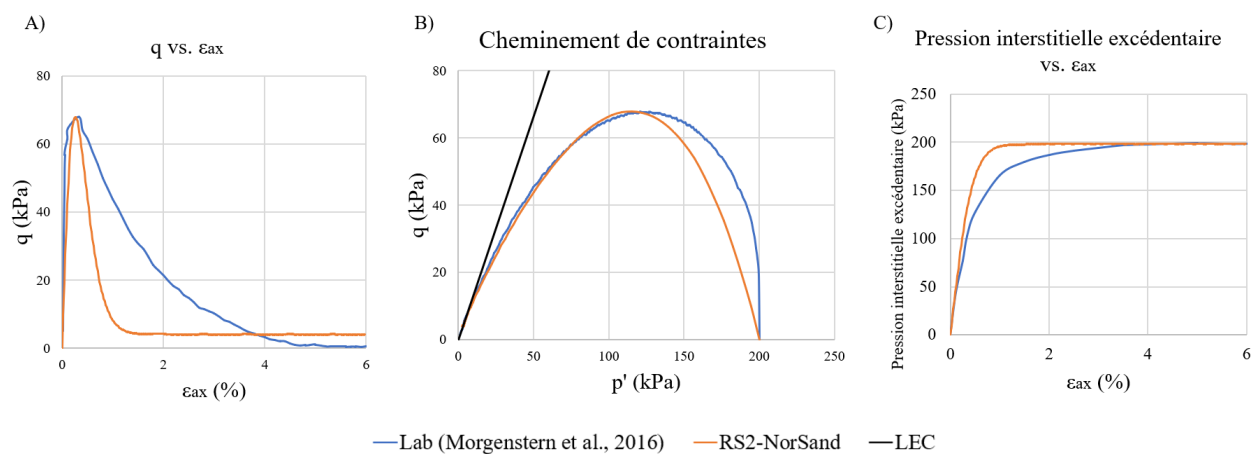 A)
q vs. εax
q (kPa)
80
60
40
20
0
0 2 4 6
εax (%)
B)
Cheminement de contraintes
q (kPa)
80
60
40
20
0
0 50 100 150 200 250
p' (kPa)
C)
Pression interstitielle excédentaire
vs. εax
Pression interstitielle excédentaire (kPa)
250
200
150
100
50
0
0 2 4 6
εax (%)
Lab (Morgenstern et al., 2016) RS2-NorSand LEC